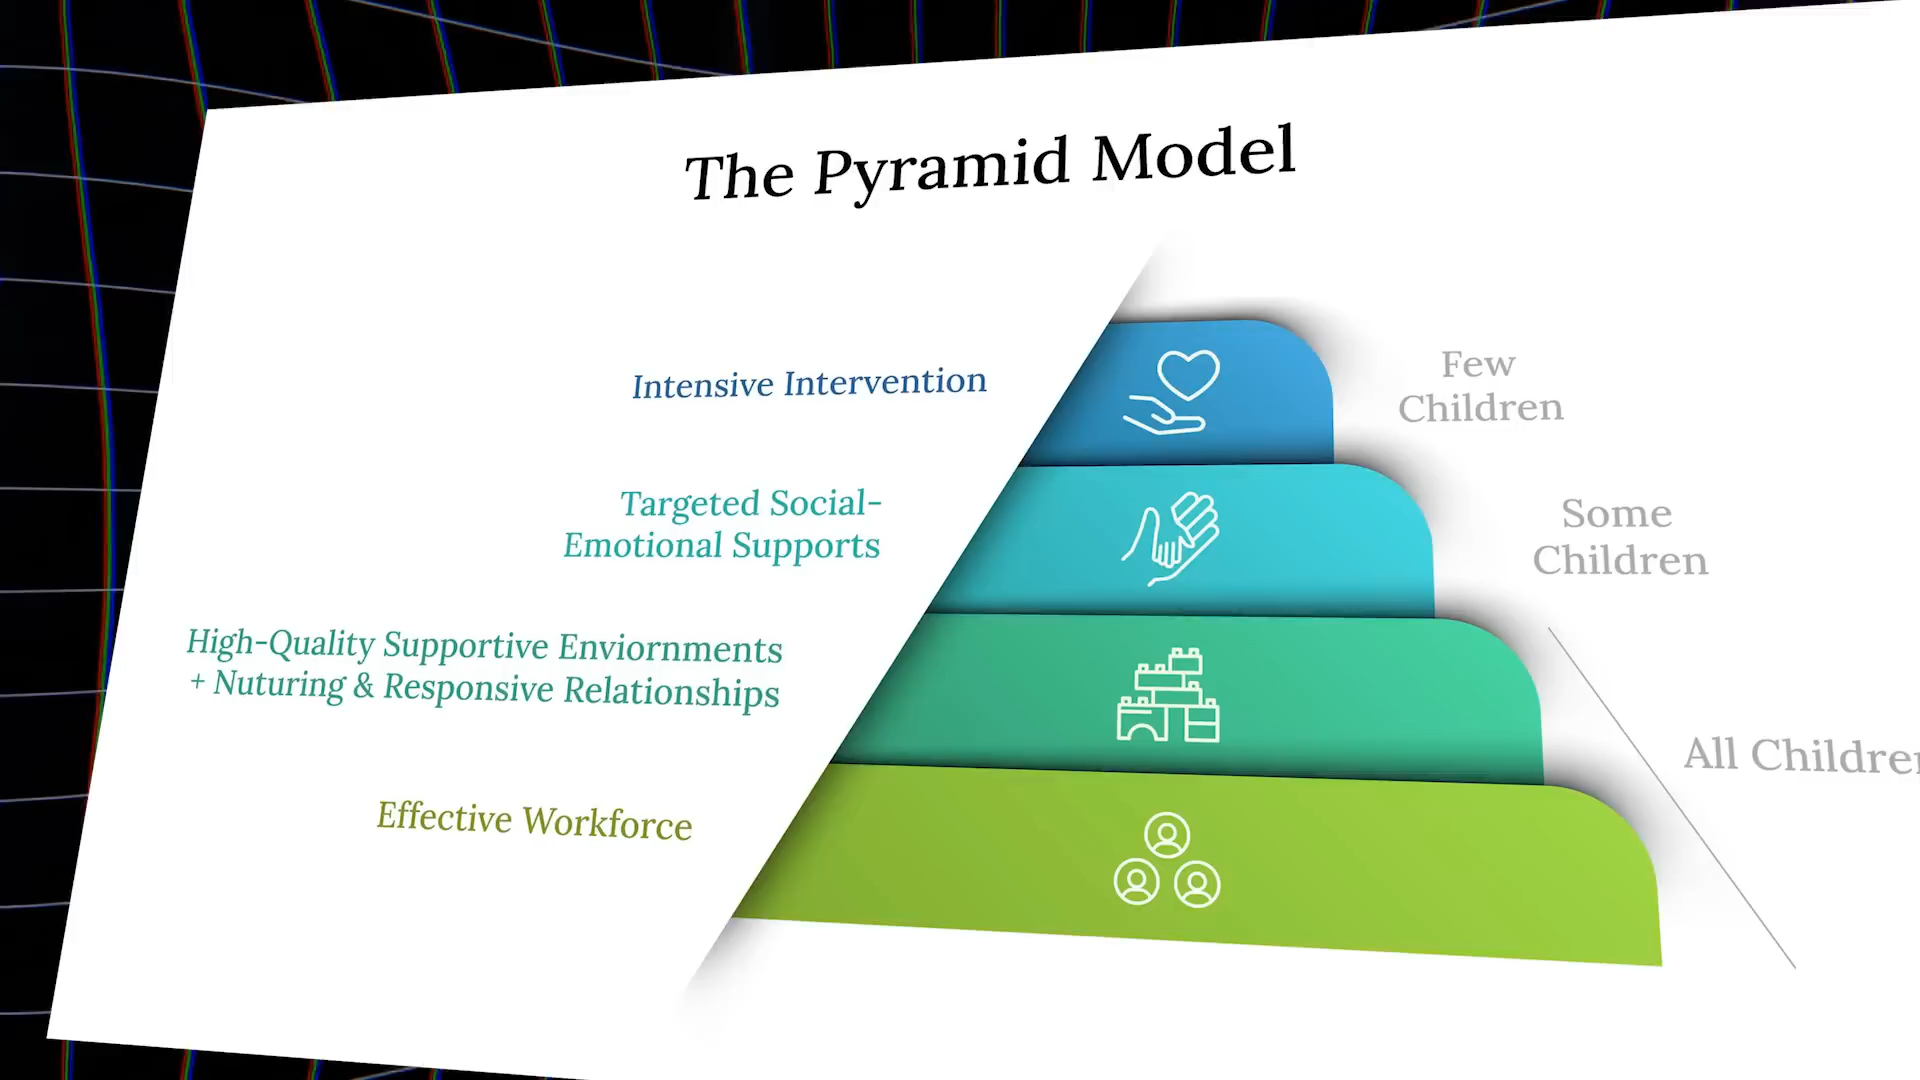 The Pyramid Model
Intensive Intervention
Few
Children
Targeted Social-
Emotional Supports
Some
Children
High-Quality Supportive Enviornments
+ Nuturing & Responsive Relationships
All Children
Effective Workforce